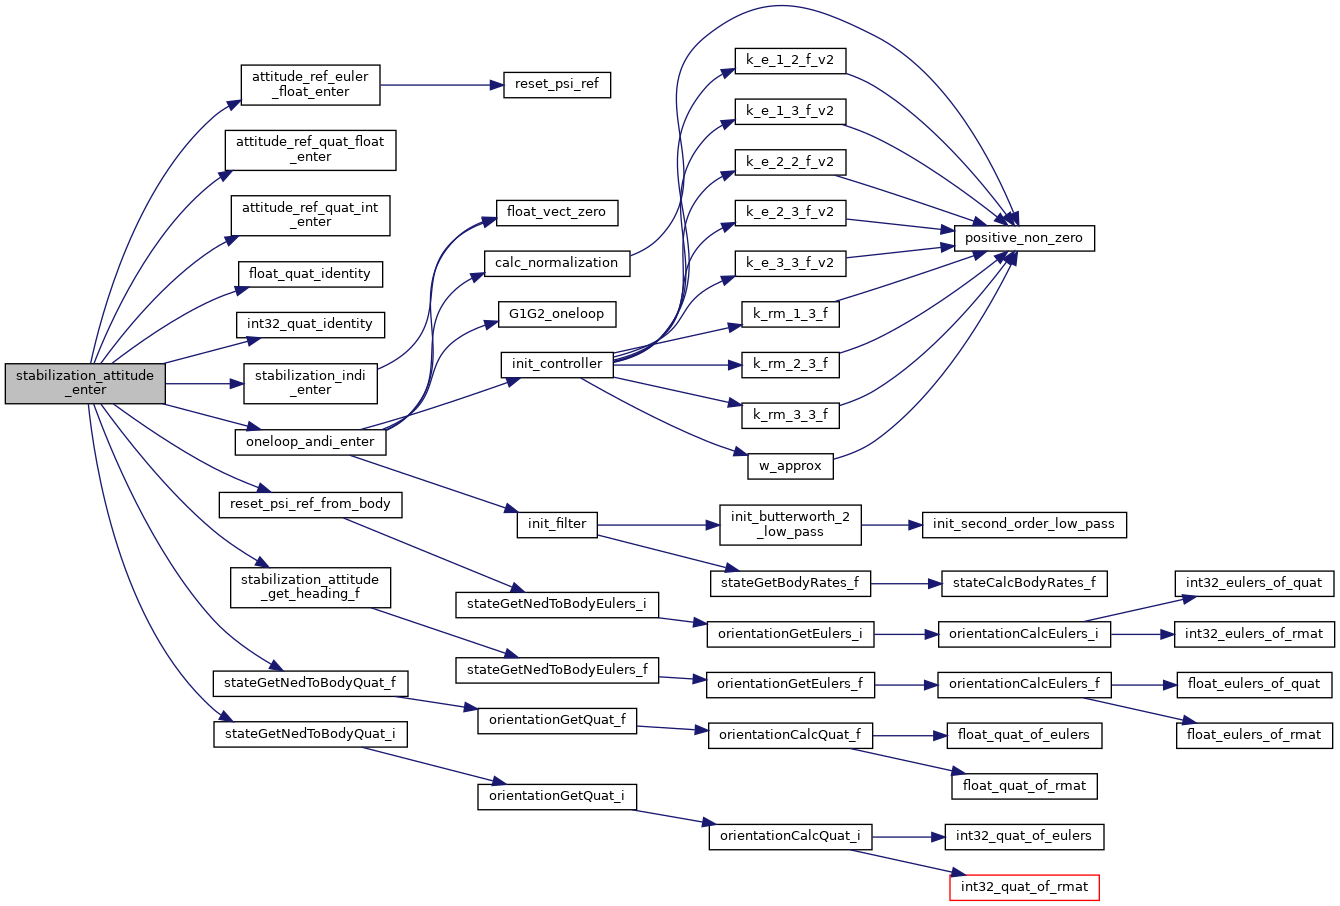 stabilization_attitude
_enter
attitude_ref_euler
_float_enter
reset_psi_ref
attitude_ref_quat_float
_enter
attitude_ref_quat_int
_enter
float_quat_identity
int32_quat_identity
stabilization_indi
_enter
oneloop_andi_enter
float_vect_zero
calc_normalization
G1G2_oneloop
init_controller
k_e_1_2_f_v2
k_e_1_3_f_v2
k_e_2_2_f_v2
k_e_2_3_f_v2
k_e_3_3_f_v2
k_rm_1_3_f
k_rm_2_3_f
k_rm_3_3_f
w_approx
positive_non_zero
init_filter
init_butterworth_2
_low_pass
init_second_order_low_pass
stateGetBodyRates_f
stateCalcBodyRates_f
reset_psi_ref_from_body
stateGetNedToBodyEulers_i
orientationGetEulers_i
orientationCalcEulers_i
int32_eulers_of_quat
int32_eulers_of_rmat
stabilization_attitude
_get_heading_f
stateGetNedToBodyEulers_f
orientationGetEulers_f
orientationCalcEulers_f
float_eulers_of_quat
float_eulers_of_rmat
stateGetNedToBodyQuat_f
orientationGetQuat_f
orientationCalcQuat_f
float_quat_of_eulers
float_quat_of_rmat
stateGetNedToBodyQuat_i
orientationGetQuat_i
orientationCalcQuat_i
int32_quat_of_eulers
int32_quat_of_rmat